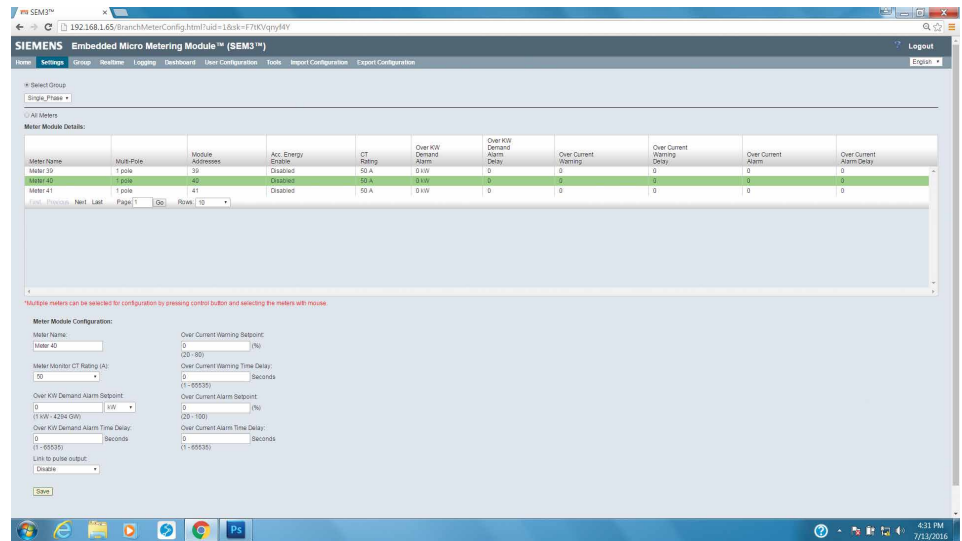 SEM3™
192.168.1.65/BranchMeterConfig.html?uid=1&sk=F7tKVqnyf4Y
SIEMENS Embedded Micro Metering Module™ (SEM3™)
? Logout
Home Settings Group Realtime Logging Dashboard User Configuration Tools Import Configuration Export Configuration
English
Select Group
Single_Phase
All Meters
Meter Module Details:
Meter Name Multi-Pole Module Addresses Acc. Energy Enable CT Rating Over KW Demand Alarm Over KW Demand Alarm Delay Over Current Warning Over Current Warning Delay Over Current Alarm Over Current Alarm Delay
Meter 39 1 pole 39 Disabled 50 A 0 kW 0 0 0 0 0
Meter 40 1 pole 40 Disabled 50 A 0 kW 0 0 0 0 0
Meter 41 1 pole 41 Disabled 50 A 0 kW 0 0 0 0 0
First Previous Next Last Page 1 Go Rows: 10
*Multiple meters can be selected for configuration by pressing control button and selecting the meters with mouse.
Meter Module Configuration:
Meter Name: Over Current Warning Setpoint:
Meter 40 0 (%)
(20 - 80)
Meter Monitor CT Rating (A): Over Current Warning Time Delay:
50 0 Seconds
(1 - 65535)
Over KW Demand Alarm Setpoint: Over Current Alarm Setpoint:
0 kW 0 (%)
(1 kW - 4294 GW) (20 - 100)
Over KW Demand Alarm Time Delay: Over Current Alarm Time Delay:
0 Seconds 0 Seconds
(1 - 65535) (1 - 65535)
Link to pulse output:
Disable
Save
Ps
4:31 PM
7/13/2016